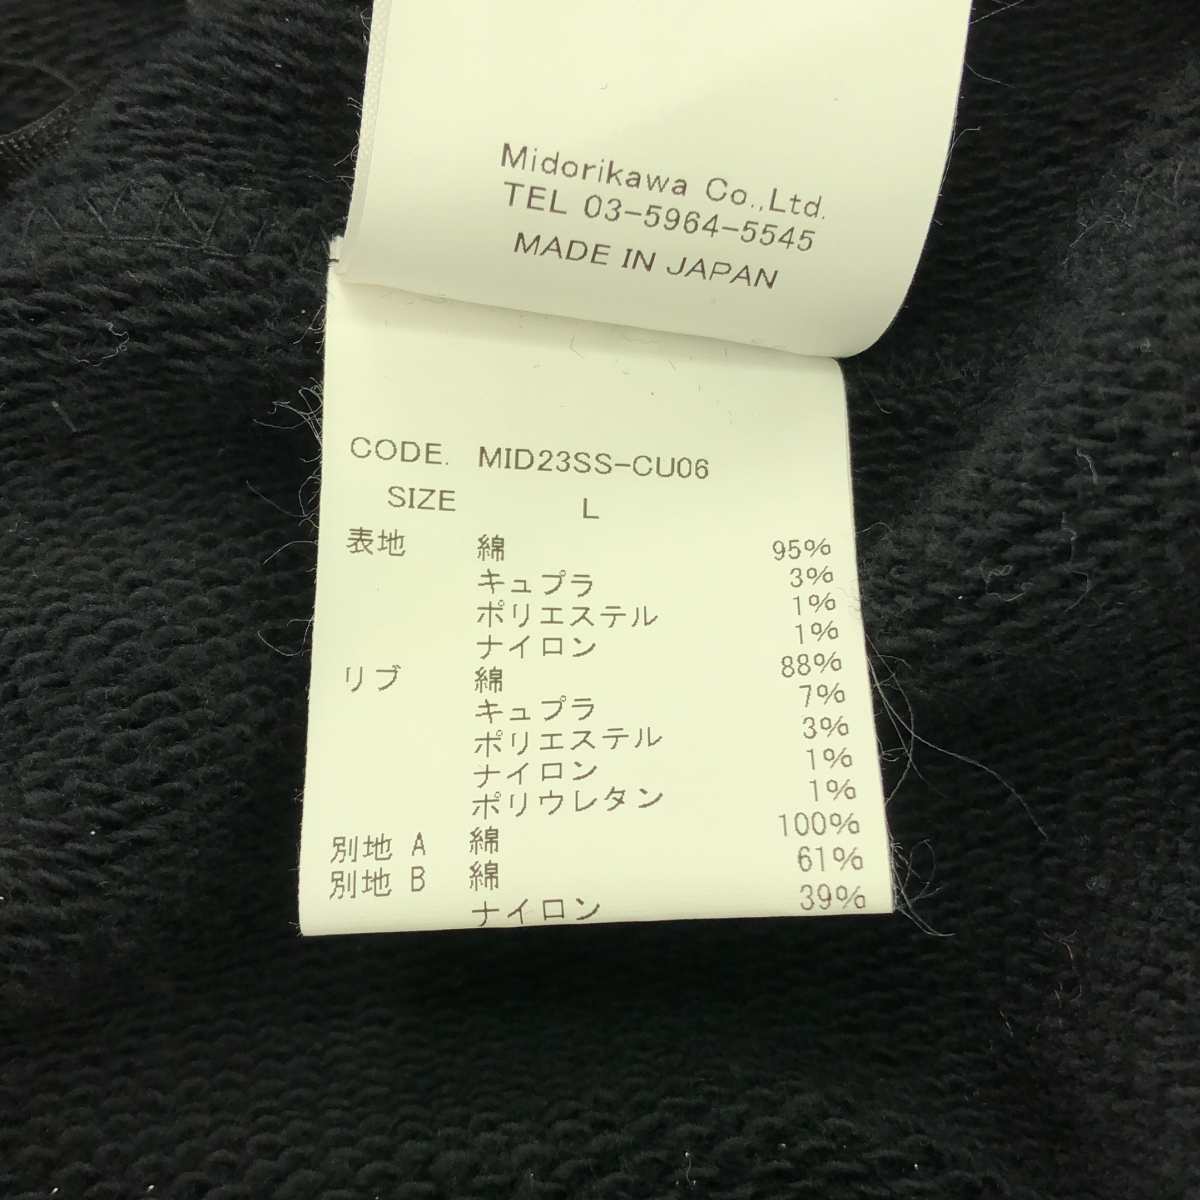 Midorikawa Co.,Ltd.
TEL 03-5964-5545
MADE IN JAPAN
CODE. MID23SS-CU06
SIZE L
表地 綿 95%
キュプラ 3%
ポリエステル 1%
ナイロン 1%
リブ 綿 88%
キュプラ 7%
ポリエステル 3%
ナイロン 1%
ポリウレタン 1%
別地 A 綿 100%
別地 B 綿 61%
ナイロン 39%